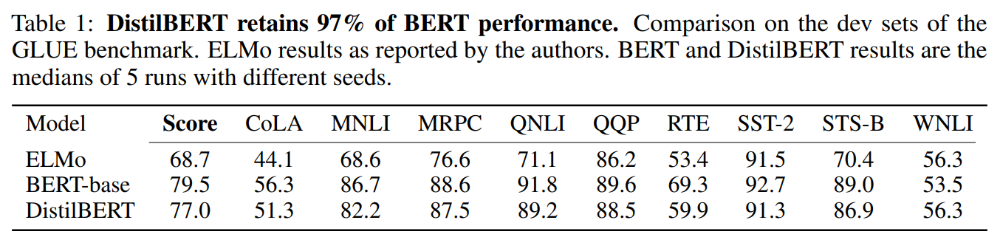 Table 1: DistilBERT retains 97% of BERT performance. Comparison on the dev sets of the
GLUE benchmark. ELMo results as reported by the authors. BERT and DistilBERT results are the
medians of 5 runs with different seeds.
Model Score CoLA MNLI MRPC QNLI QQP RTE SST-2 STS-B WNLI
ELMo 68.7 44.1 68.6 76.6 71.1 86.2 53.4 91.5 70.4 56.3
BERT-base 79.5 56.3 86.7 88.6 91.8 89.6 69.3 92.7 89.0 53.5
DistilBERT 77.0 51.3 82.2 87.5 89.2 88.5 59.9 91.3 86.9 56.3